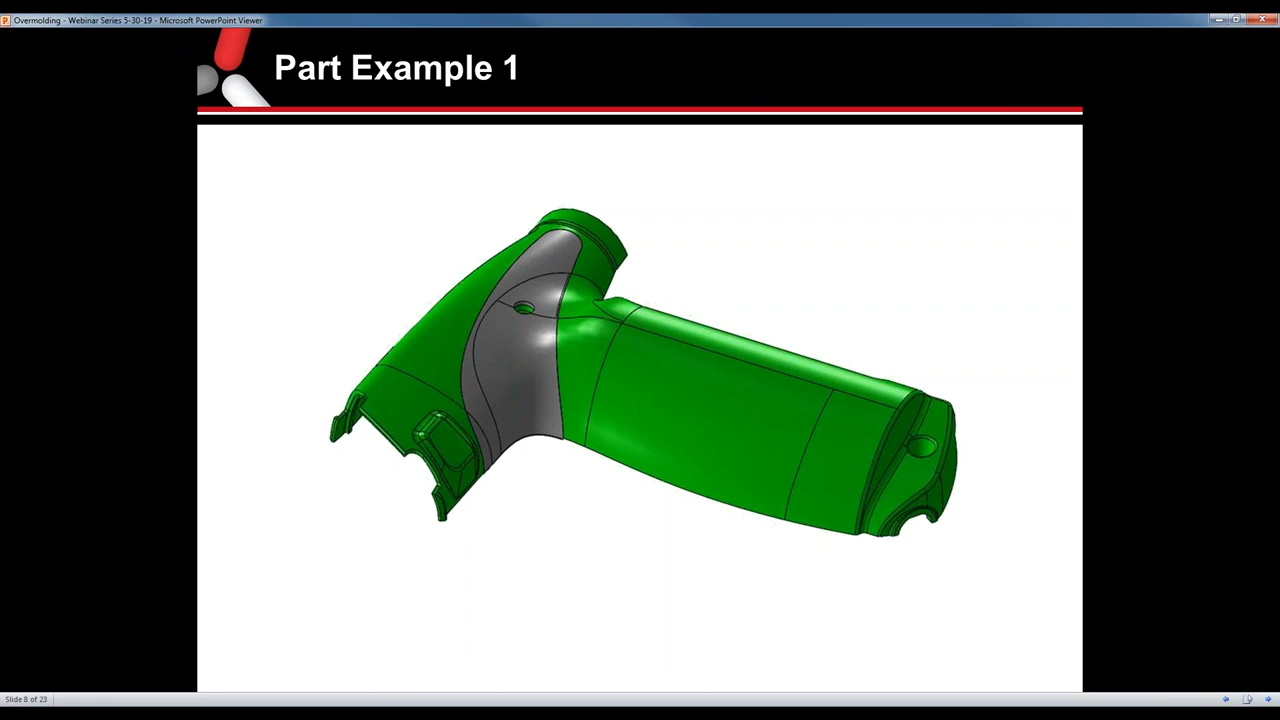 Overmolding - Webinar Series 5-30-19 - Microsoft PowerPoint Viewer
Part Example 1
Slide 8 of 23